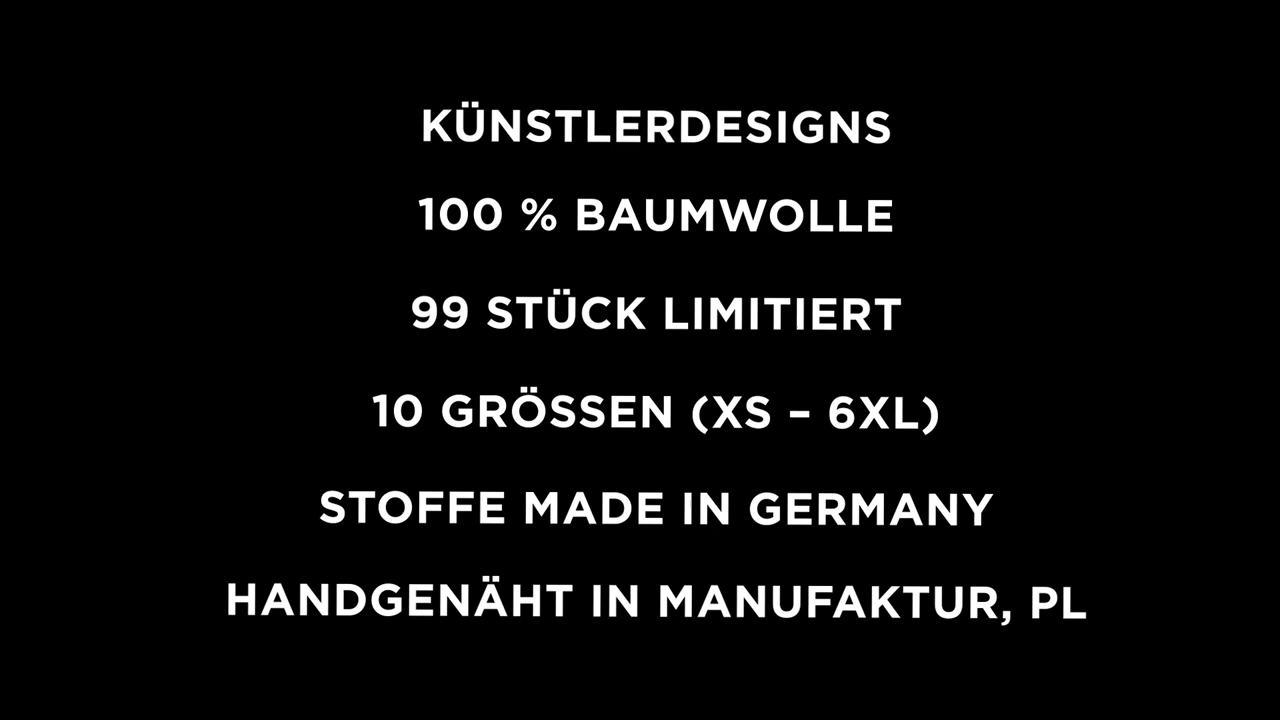 KÜNSTLERDESIGNS
100 % BAUMWOLLE
99 STÜCK LIMITIERT
10 GRÖSSEN (XS – 6XL)
STOFFE MADE IN GERMANY
HANDGENÄHT IN MANUFAKTUR, PL